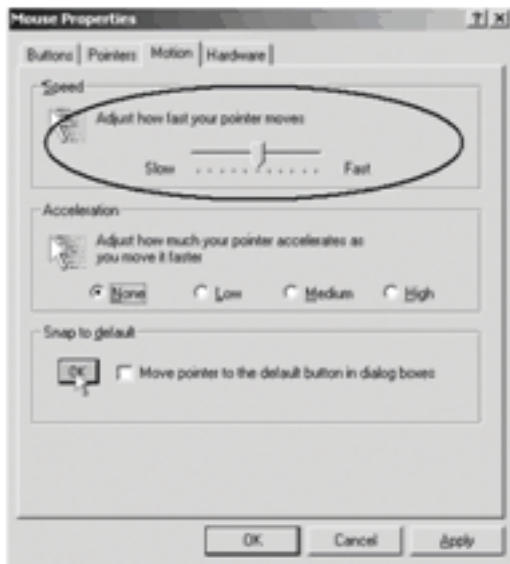 Mouse Properties
Buttons Pointers Motion Hardware
Speed
Adjust how fast your pointer moves
Slow Fast
Acceleration
Adjust how much your pointer accelerates as
you move it faster
None Low Medium High
Snap to default
OK Move pointer to the default button in dialog boxes
OK Cancel Apply